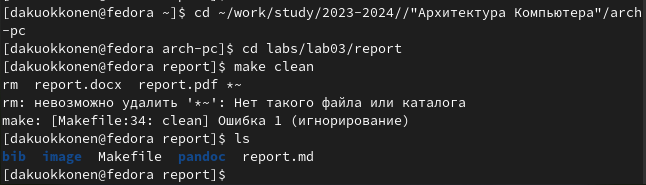 [dakuokkonen@fedora ~]$ cd ~/work/study/2023-2024//"Архитектура Компьютера"/arch
-pc
[dakuokkonen@fedora arch-pc]$ cd labs/lab03/report
[dakuokkonen@fedora report]$ make clean
rm  report.docx  report.pdf *~
rm: невозможно удалить '*~': Нет такого файла или каталога
make: [Makefile:34: clean] Ошибка 1 (игнорирование)
[dakuokkonen@fedora report]$ ls
bib  image  Makefile  pandoc  report.md
[dakuokkonen@fedora report]$